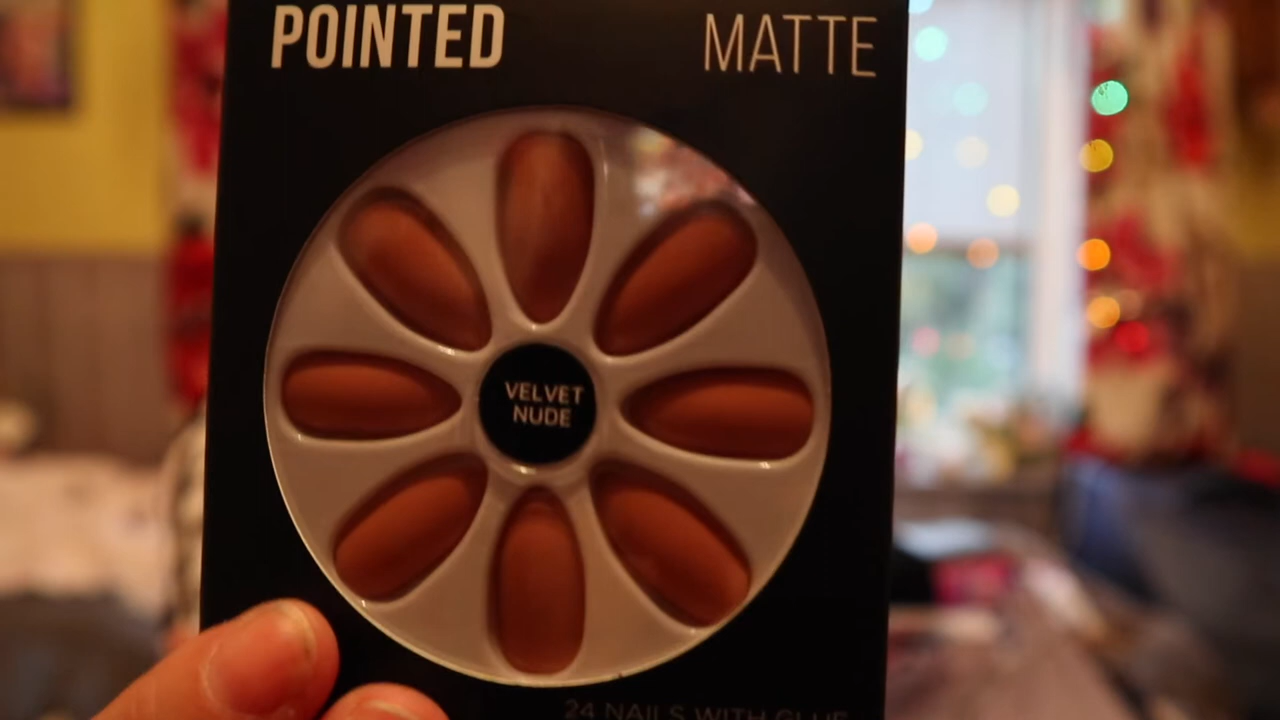 POINTED
MATTE
VELVET
NUDE
24 NAILS WITH GLUE